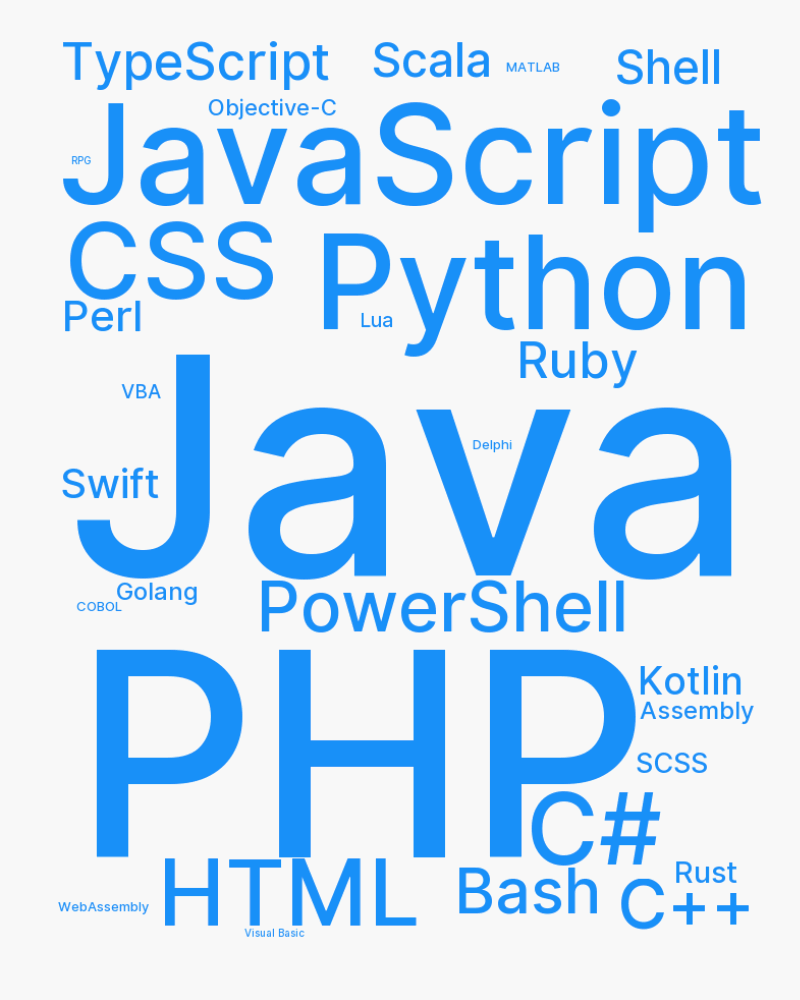 TypeScript
Scala
MATLAB
Shell
Objective-C
JavaScript
RPG
CSS
Python
Perl
Lua
Ruby
VBA
Java
Delphi
Swift
Golang
COBOL
PowerShell
PHP
Kotlin
Assembly
SCSS
C#
HTML
Bash
Rust
C++
WebAssembly
Visual Basic